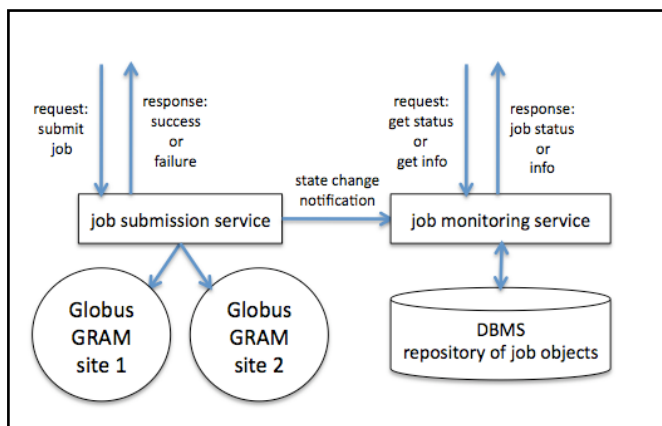 request:
submit
job
response:
success
or
failure
request:
get status
or
get info
response:
job status
or
info
state change
notification
job submission service
job monitoring service
Globus
GRAM
site 1
Globus
GRAM
site 2
DBMS
repository of job objects